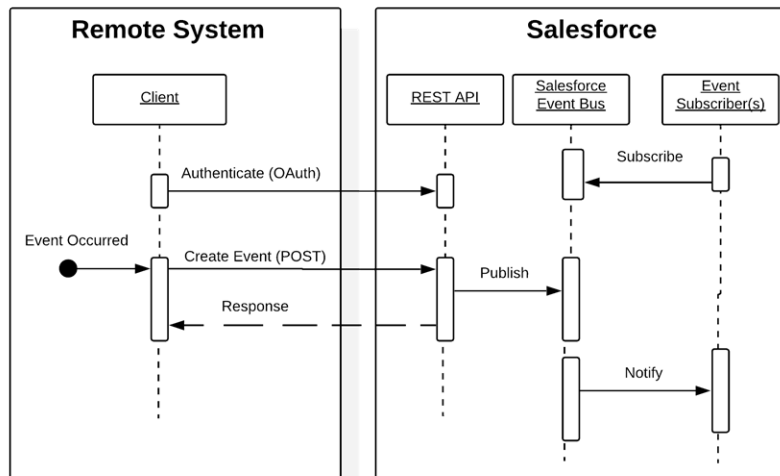 Remote System
Salesforce
Client
REST API
Salesforce
Event Bus
Event
Subscriber(s)
Subscribe
Authenticate (OAuth)
Event Occurred
Create Event (POST)
Publish
Response
Notify